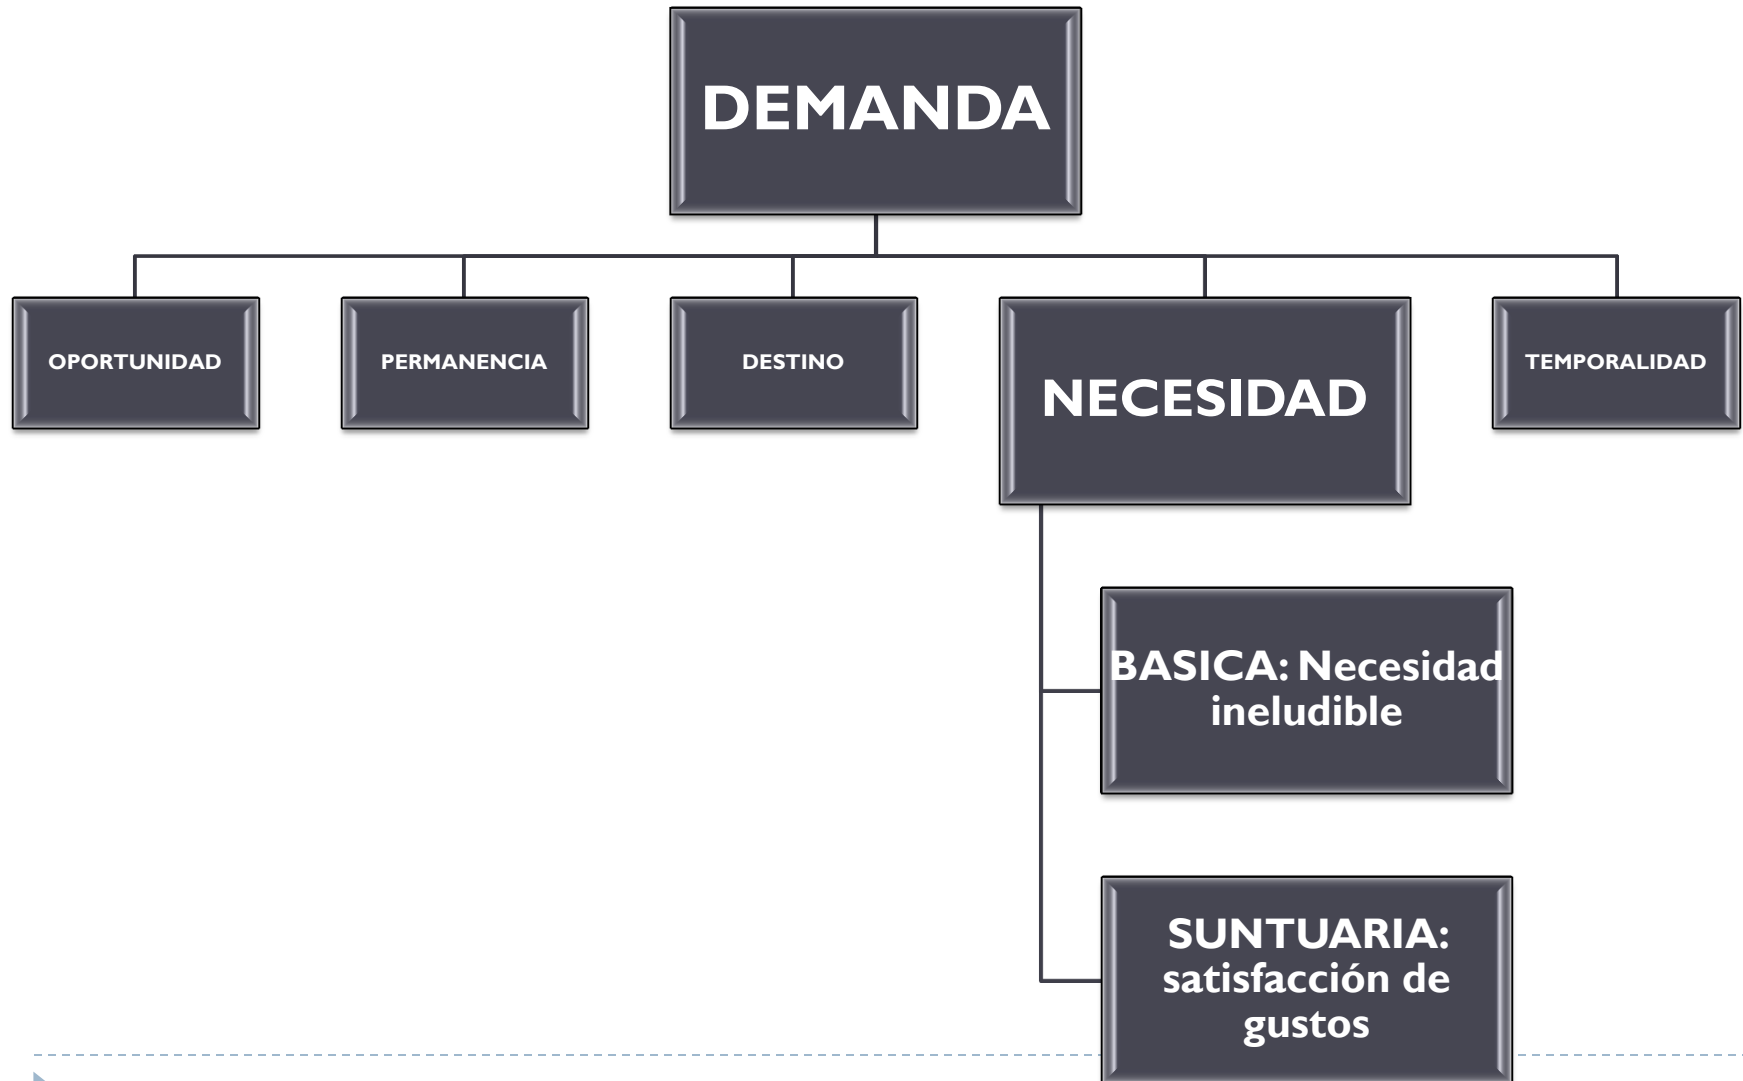 DEMANDA
OPORTUNIDAD
PERMANENCIA
DESTINO
NECESIDAD
TEMPORALIDAD
BASICA: Necesidad
ineludible
SUNTUARIA:
satisfacción de
gustos